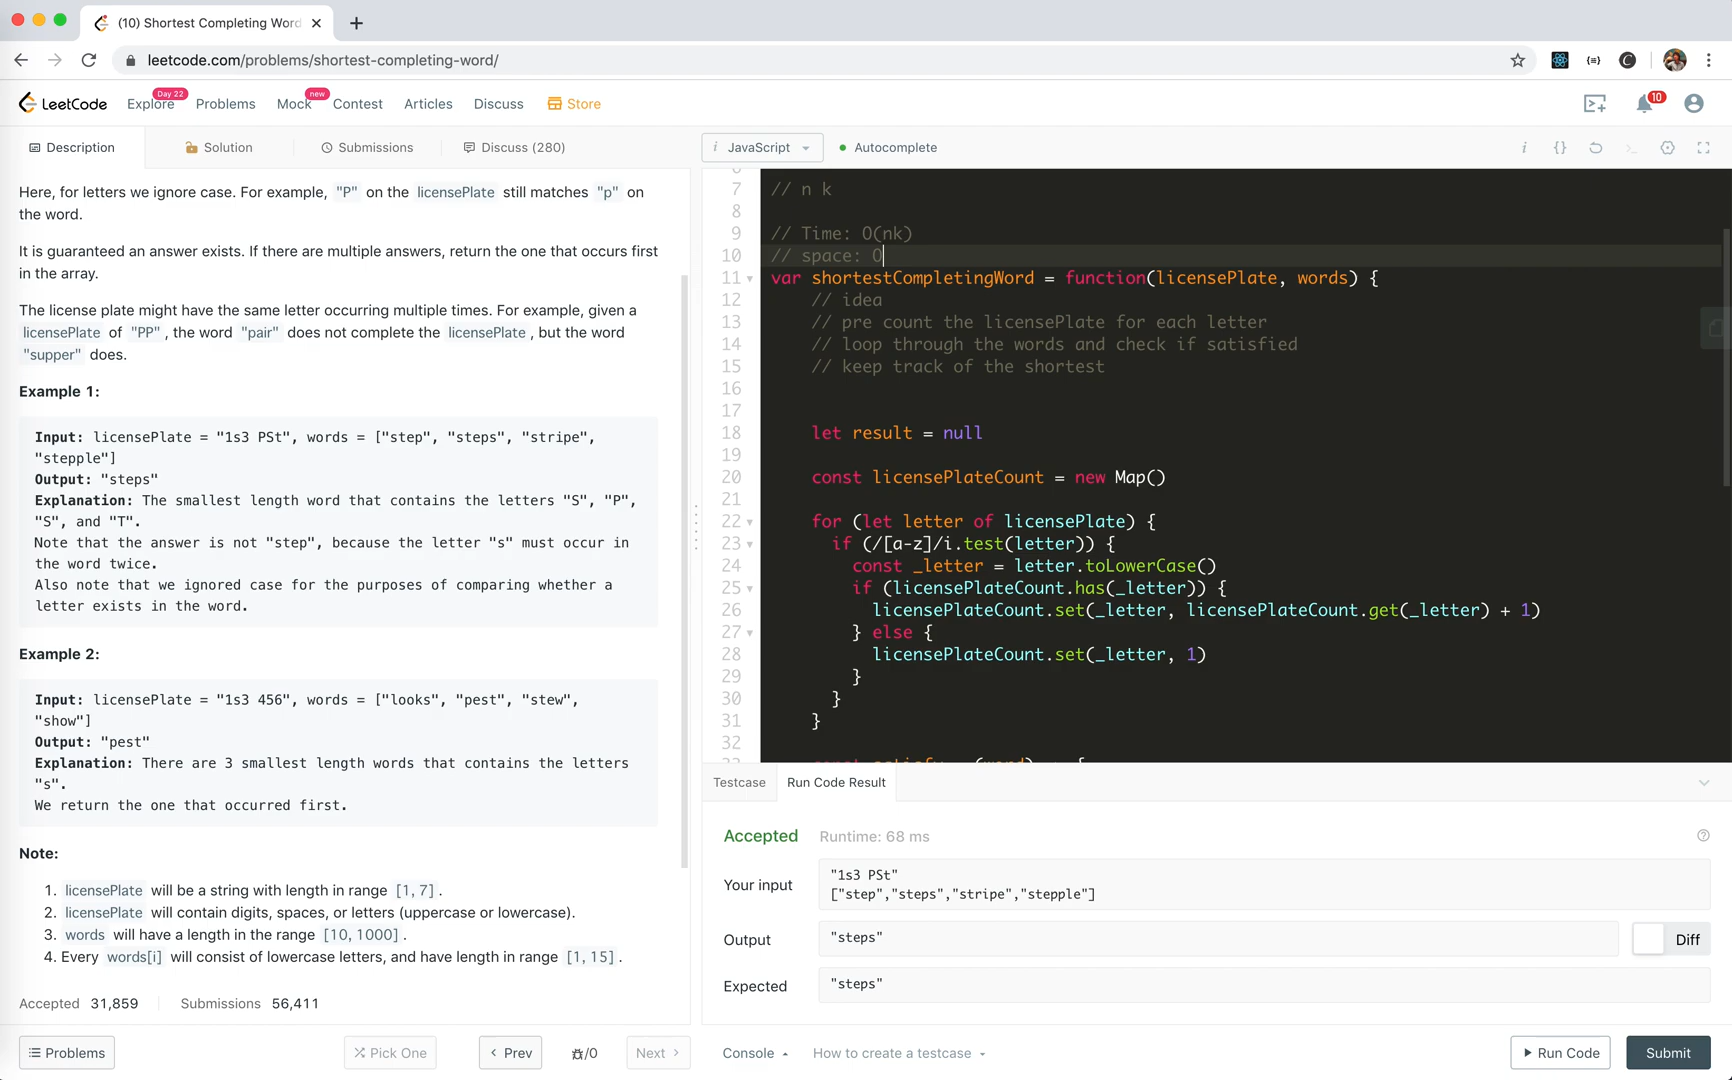 (10) Shortest Completing Word
leetcode.com/problems/shortest-completing-word/
LeetCode
Explore
Day 22
Problems
Mock
new
Contest
Articles
Discuss
Store
10
Description
Solution
Submissions
Discuss (280)
Here, for letters we ignore case. For example, "P" on the licensePlate still matches "p" on
the word.
It is guaranteed an answer exists. If there are multiple answers, return the one that occurs first
in the array.
The license plate might have the same letter occurring multiple times. For example, given a
licensePlate of "PP", the word "pair" does not complete the licensePlate, but the word
"supper" does.
Example 1:
Input: licensePlate = "1s3 PSt", words = ["step", "steps", "stripe",
"stepple"]
Output: "steps"
Explanation: The smallest length word that contains the letters "S", "P",
"S", and "T".
Note that the answer is not "step", because the letter "s" must occur in
the word twice.
Also note that we ignored case for the purposes of comparing whether a
letter exists in the word.
Example 2:
Input: licensePlate = "1s3 456", words = ["looks", "pest", "stew",
"show"]
Output: "pest"
Explanation: There are 3 smallest length words that contains the letters
"s".
We return the one that occurred first.
Note:
1. licensePlate will be a string with length in range [1, 7].
2. licensePlate will contain digits, spaces, or letters (uppercase or lowercase).
3. words will have a length in the range [10, 1000].
4. Every words[i] will consist of lowercase letters, and have length in range [1, 15].
Accepted 31,859 Submissions 56,411
Problems
Pick One
Prev
/0
Next
i JavaScript
Autocomplete
7 // n k
8
9 // Time: O(nk)
10 // space: O
11 var shortestCompletingWord = function(licensePlate, words) {
12 // idea
13 // pre count the licensePlate for each letter
14 // loop through the words and check if satisfied
15 // keep track of the shortest
16
17
18 let result = null
19
20 const licensePlateCount = new Map()
21
22 for (let letter of licensePlate) {
23 if (/[a-z]/i.test(letter)) {
24 const _letter = letter.toLowerCase()
25 if (licensePlateCount.has(_letter)) {
26 licensePlateCount.set(_letter, licensePlateCount.get(_letter) + 1)
27 } else {
28 licensePlateCount.set(_letter, 1)
29 }
30 }
31 }
32
Testcase
Run Code Result
Accepted Runtime: 68 ms
Your input
"1s3 PSt"
["step","steps","stripe","stepple"]
Output
"steps"
Diff
Expected
"steps"
Console
How to create a testcase
Run Code
Submit